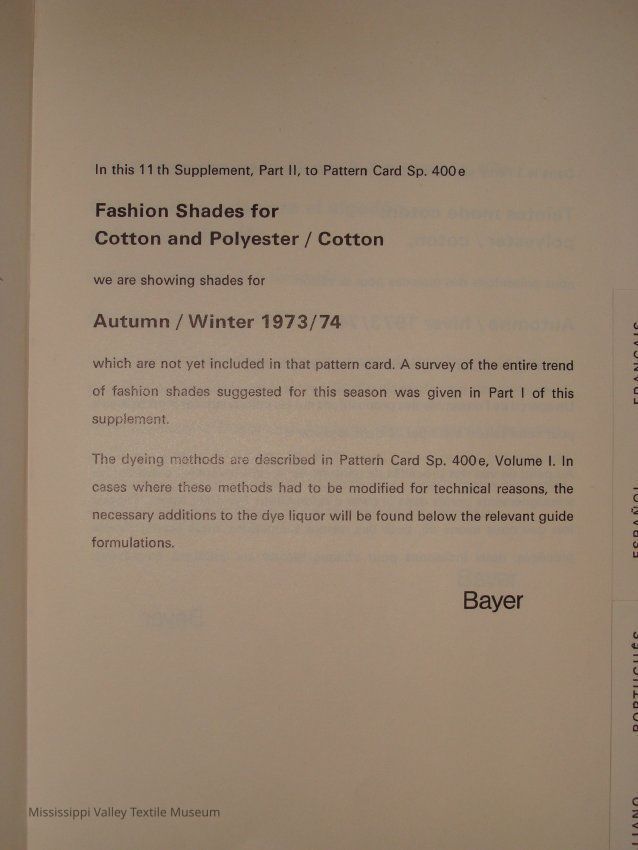 In this 11th Supplement, Part II, to Pattern Card Sp. 400e
Fashion Shades for
Cotton and Polyester / Cotton
we are showing shades for
Autumn / Winter 1973/74
which are not yet included in that pattern card. A survey of the entire trend
of fashion shades suggested for this season was given in Part I of this
supplement.
The dyeing methods are described in Pattern Card Sp. 400e, Volume I. In
cases where these methods had to be modified for technical reasons, the
necessary additions to the dye liquor will be found below the relevant guide
formulations.
Bayer
FRANÇAIS
ESPAÑOL
PORTUGUÊS
Mississippi Valley Textile Museum